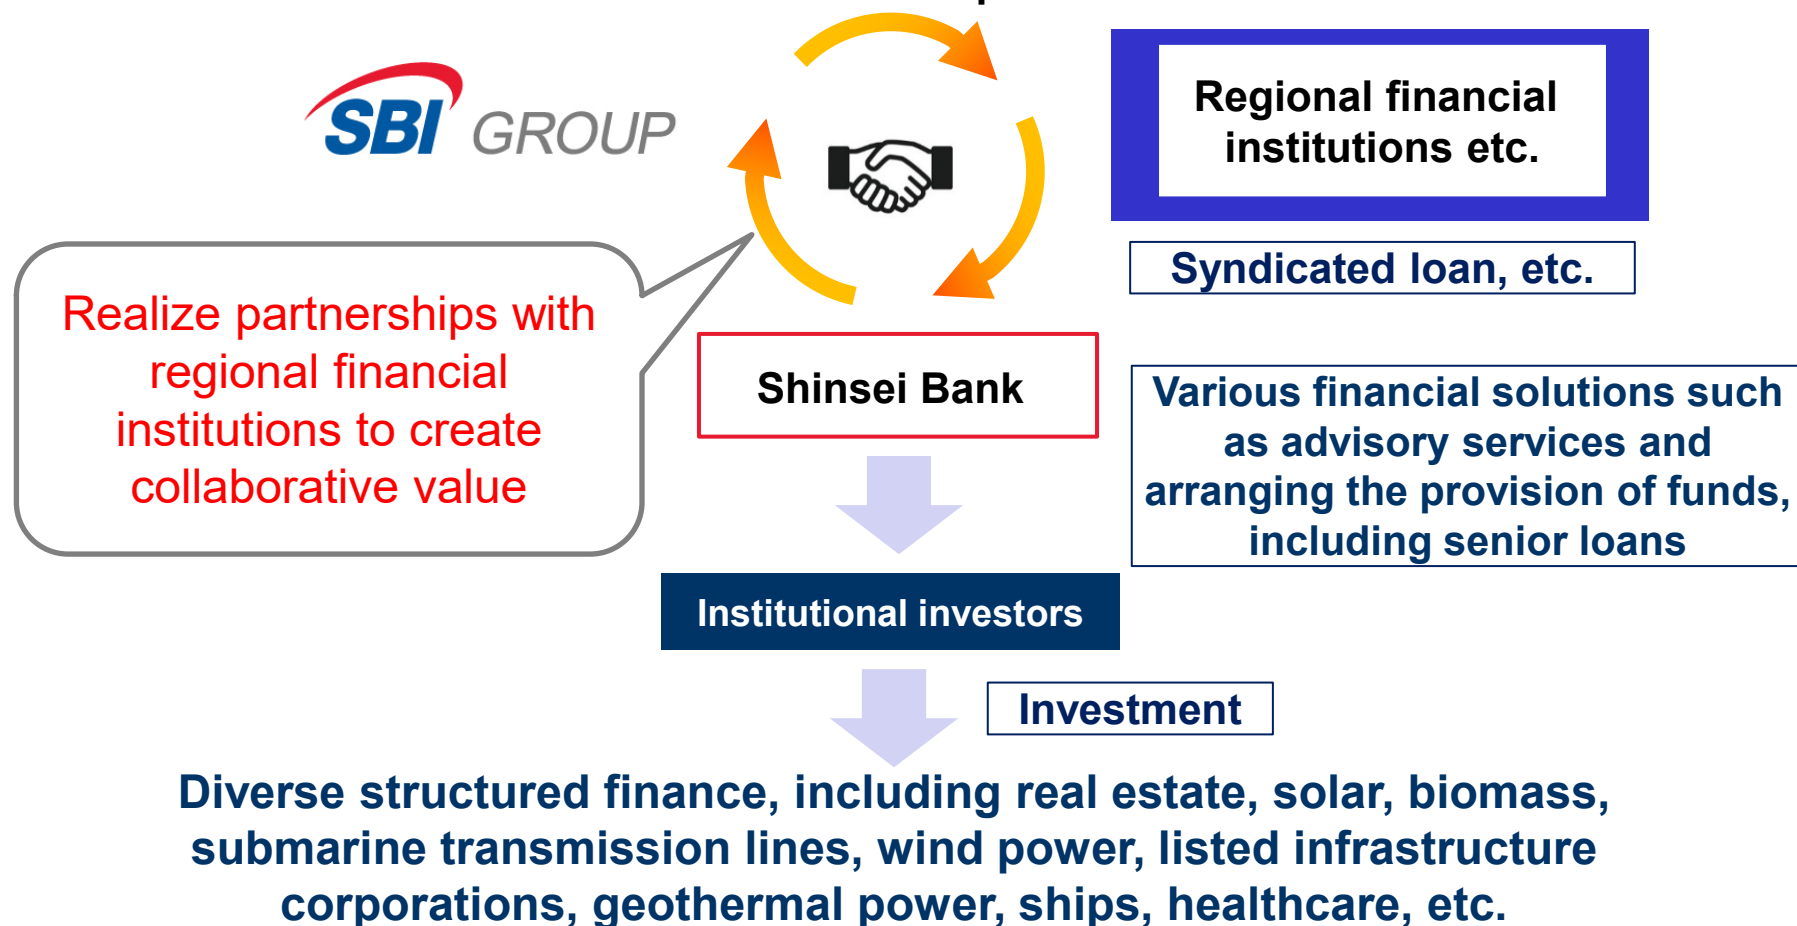 SBI GROUP
Regional financial
institutions etc.
Syndicated loan, etc.
Realize partnerships with
regional financial
institutions to create
collaborative value
Shinsei Bank
Various financial solutions such
as advisory services and
arranging the provision of funds,
including senior loans
Institutional investors
Investment
Diverse structured finance, including real estate, solar, biomass,
submarine transmission lines, wind power, listed infrastructure
corporations, geothermal power, ships, healthcare, etc.